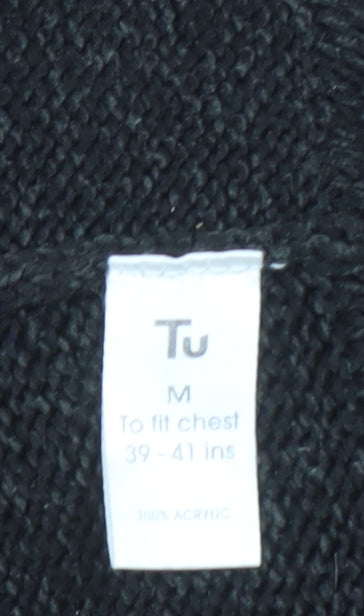 Tu
M
To fit chest
39 - 41 ins
100% ACRYLIC